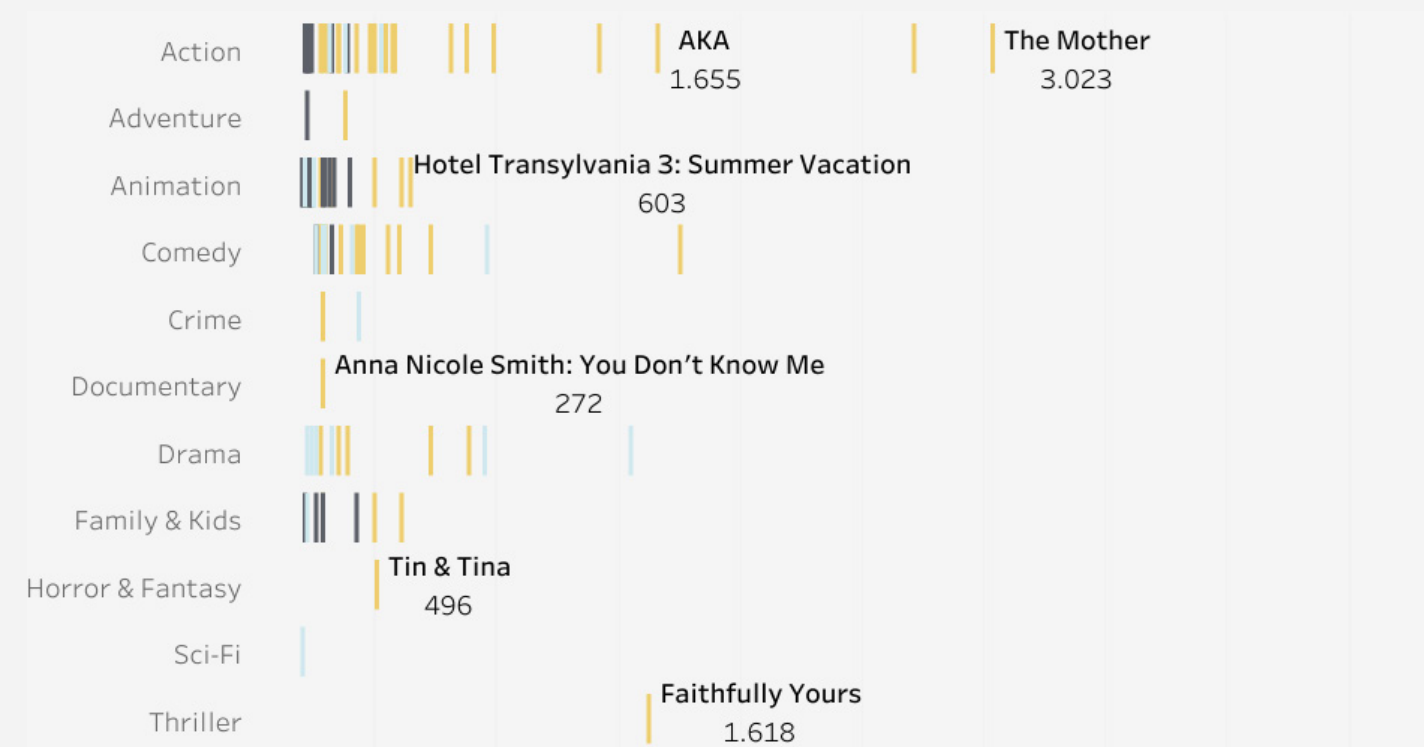 Action
AKA
1.655
The Mother
3.023
Adventure
Animation
Hotel Transylvania 3: Summer Vacation
603
Comedy
Crime
Documentary
Anna Nicole Smith: You Don’t Know Me
272
Drama
Family & Kids
Horror & Fantasy
Tin & Tina
496
Sci-Fi
Thriller
Faithfully Yours
1.618